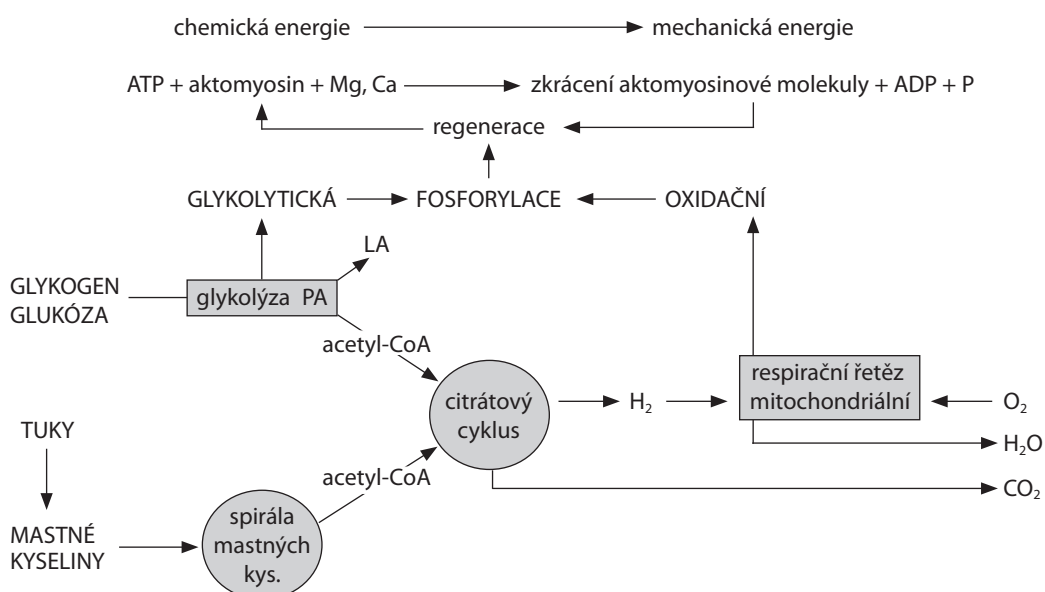 chemická energie
mechanická energie
ATP + aktomyosin + Mg, Ca
zkrácení aktomyosinové molekuly + ADP + P
regenerace
GLYKOLYTICKÁ
FOSFORYLACE
OXIDAČNÍ
LA
GLYKOGEN
GLUKÓZA
glykolýza PA
acetyl-CoA
citrátový
cyklus
H₂
respirační řetěz
mitochondriální
O₂
H₂O
CO₂
TUKY
acetyl-CoA
MASTNÉ
KYSELINY
spirála
mastných
kys.